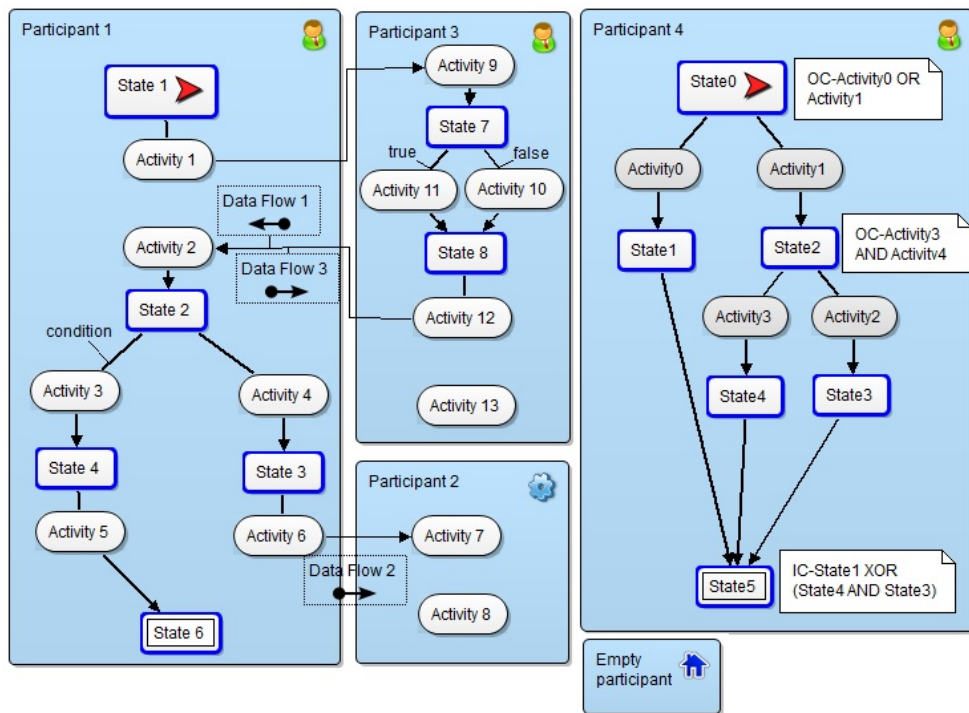 Participant 1
State 1
Activity 1
Data Flow 1
Activity 2
Data Flow 3
State 2
condition
Activity 3
Activity 4
State 4
State 3
Activity 5
Activity 6
Data Flow 2
State 6
Participant 3
Activity 9
State 7
true
false
Activity 11
Activity 10
State 8
Activity 12
Activity 13
Participant 2
Activity 7
Activity 8
Participant 4
State0
OC-Activity0 OR
Activity1
Activity0
Activity1
State1
State2
OC-Activity3
AND Activity4
Activity3
Activity2
State4
State3
State5
IC-State1 XOR
(State4 AND State3)
Empty
participant